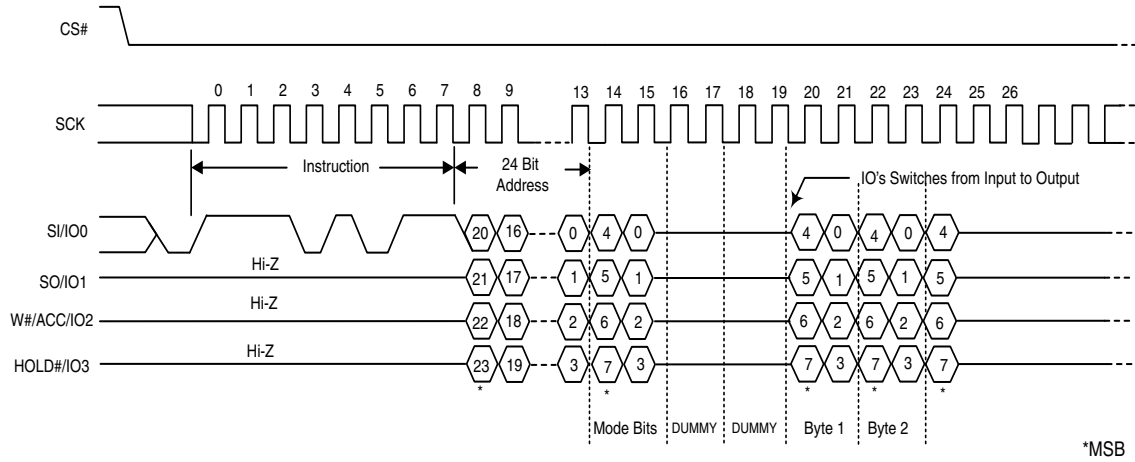 CS#
0 1 2 3 4 5 6 7 8 9 13 14 15 16 17 18 19 20 21 22 23 24 25 26
SCK
Instruction
24 Bit
Address
IO's Switches from Input to Output
SI/IO0 20 16 0 4 0 4 0 4 0 4
SO/IO1 Hi-Z 21 17 1 5 1 5 1 5 1 5
W#/ACC/IO2 Hi-Z 22 18 2 6 2 6 2 6 2 6
HOLD#/IO3 Hi-Z 23 19 3 7 3 7 3 7 3 7
* * * * *
Mode Bits DUMMY DUMMY Byte 1 Byte 2
*MSB